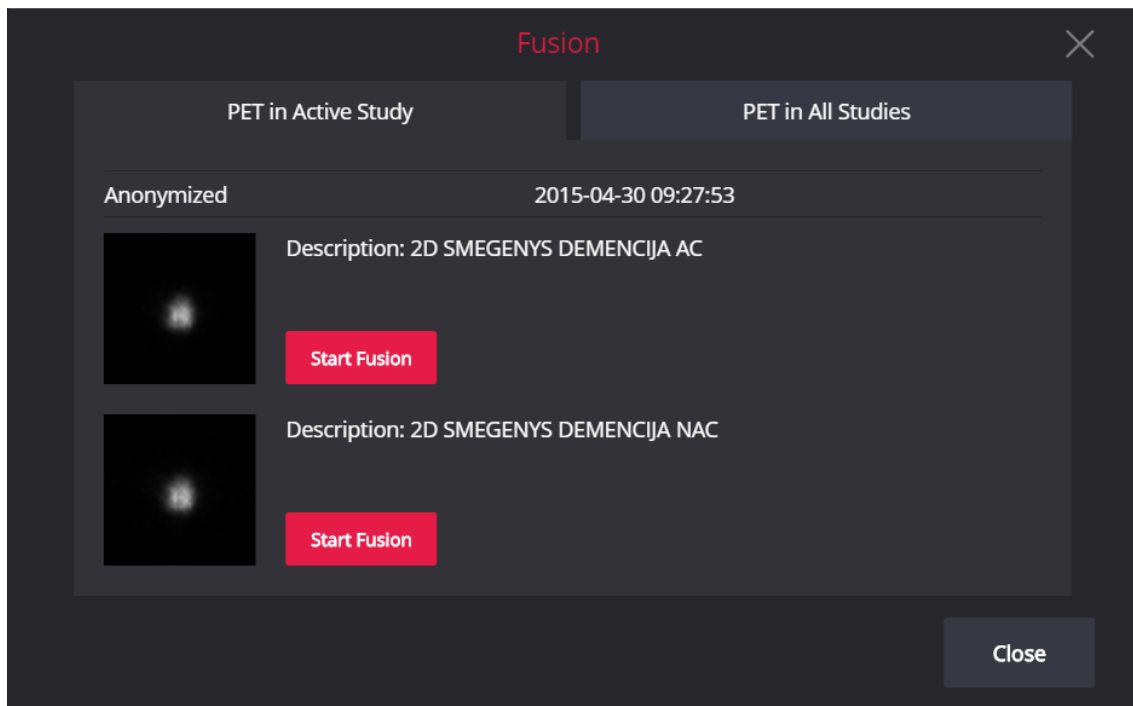 Fusion
PET in Active Study
PET in All Studies
Anonymized 2015-04-30 09:27:53
Description: 2D SMEGENYS DEMENCIJA AC
Start Fusion
Description: 2D SMEGENYS DEMENCIJA NAC
Start Fusion
Close